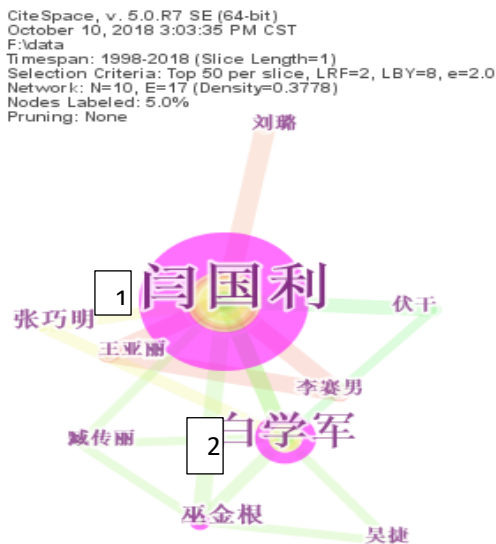 CiteSpace, v. 5.0.R7 SE (64-bit)
October 10, 2018 3:03:35 PM CST
F:\data
Timespan: 1998-2018 (Slice Length=1)
Selection Criteria: Top 50 per slice, LRF=2, LBY=8, e=2.0
Network: N=10, E=17 (Density=0.3778)
Nodes Labeled: 5.0%
Pruning: None
刘璐
闫国利
1
伏干
张巧明
王亚丽
李赛男
白学军
2
臧传丽
巫金根
吴捷